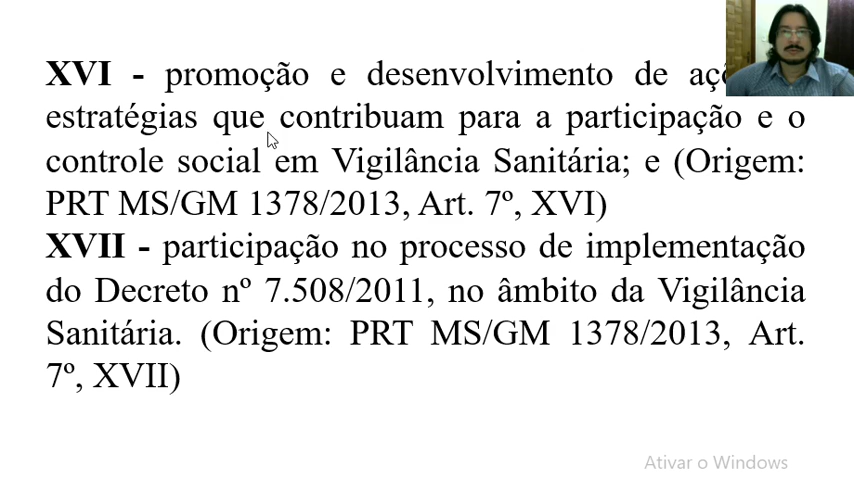 XVI - promoção e desenvolvimento de
estratégias que contribuam para a participação e o
controle social em Vigilância Sanitária; e (Origem:
PRT MS/GM 1378/2013, Art. 7º, XVI)
XVII - participação no processo de implementação
do Decreto nº 7.508/2011, no âmbito da Vigilância
Sanitária. (Origem: PRT MS/GM 1378/2013, Art.
7º, XVII)
Ativar o Windows